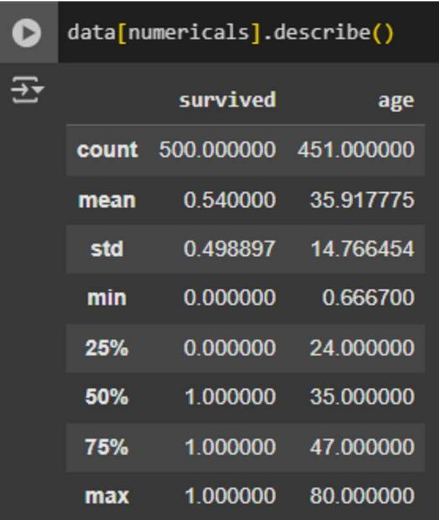 data[numericals].describe()
survived age
count 500.000000 451.000000
mean 0.540000 35.917775
std 0.498897 14.766454
min 0.000000 0.666700
25% 0.000000 24.000000
50% 1.000000 35.000000
75% 1.000000 47.000000
max 1.000000 80.000000